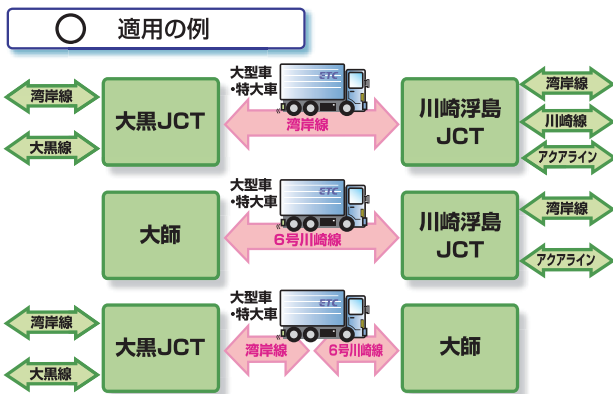 ○ 適用の例
大型車
・特大車
ETC
湾岸線
大黒線
大黒JCT
湾岸線
川崎浮島
JCT
湾岸線
川崎線
アクアライン
大型車
・特大車
ETC
大師
6号川崎線
川崎浮島
JCT
湾岸線
アクアライン
大型車
・特大車
ETC
湾岸線
大黒線
大黒JCT
湾岸線
6号川崎線
大師